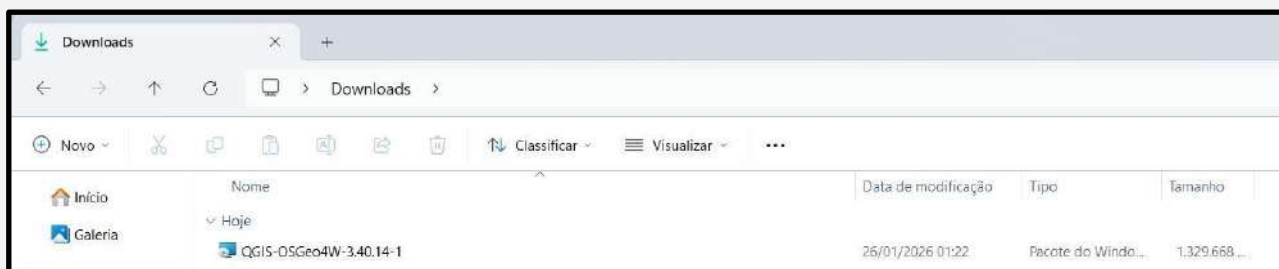 Downloads
Downloads
Novo
Classificar
Visualizar
Início
Galeria
Nome
Data de modificação
Tipo
Tamanho
Hoje
QGIS-OSGeo4W-3.40.14-1
26/01/2026 01:22
Pacote do Windo...
1.329.668 ...